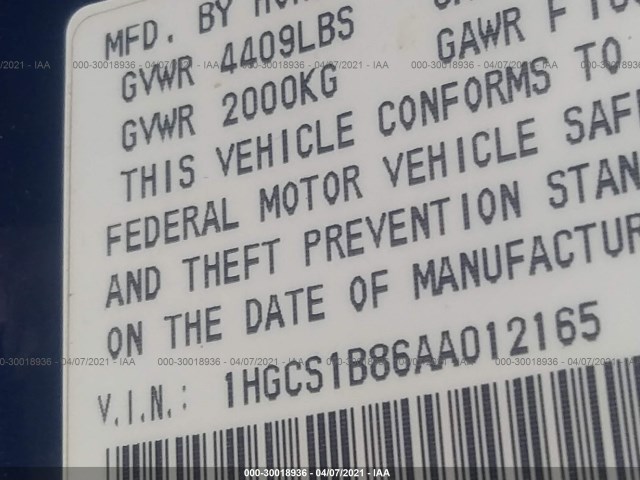 MFD. BY
GVWR 4409LBS GAWR F
GVWR 2000KG
THIS VEHICLE CONFORMS TO
FEDERAL MOTOR VEHICLE SAF
AND THEFT PREVENTION STAN
ON THE DATE OF MANUFACTUR
V.I.N.: 1HGCS1B86AA012165
000-30018936 - 04/07/2021 - IAA